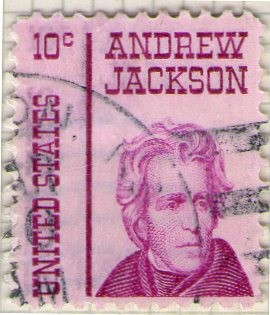 10c
ANDREW
JACKSON
UNITED STATES